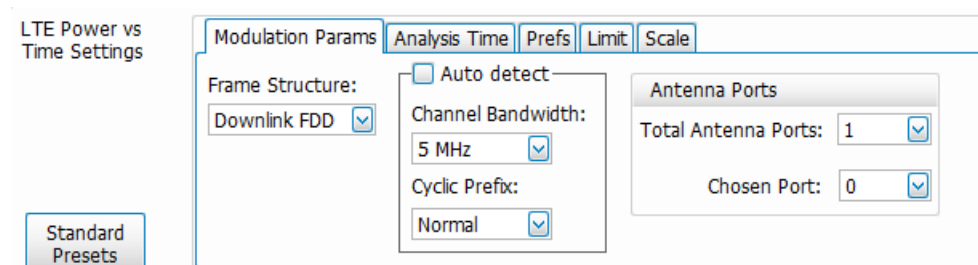 LTE Power vs
Time Settings
Modulation Params
Analysis Time
Prefs
Limit
Scale
Frame Structure:
Downlink FDD
Auto detect
Channel Bandwidth:
5 MHz
Cyclic Prefix:
Normal
Antenna Ports
Total Antenna Ports: 1
Chosen Port: 0
Standard
Presets